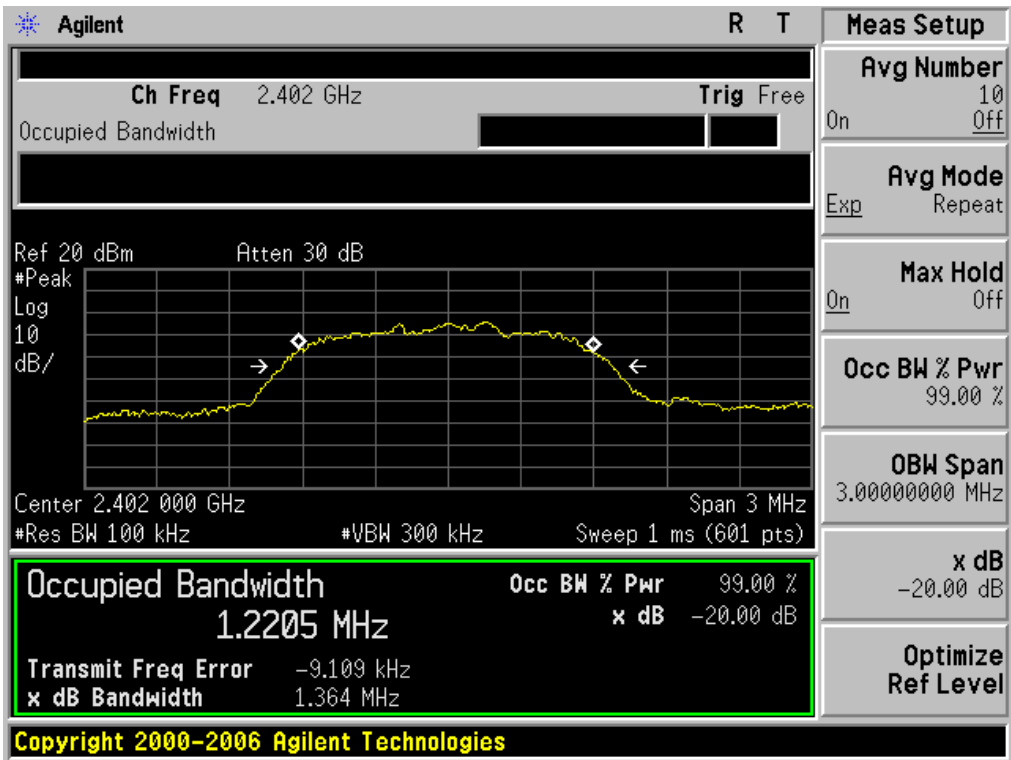 Agilent
R T
Ch Freq 2.402 GHz
Trig Free
Occupied Bandwidth
Ref 20 dBm
Atten 30 dB
#Peak
Log
10
dB/
Center 2.402 000 GHz
Span 3 MHz
#Res BW 100 kHz
#VBW 300 kHz
Sweep 1 ms (601 pts)
Occupied Bandwidth
1.2205 MHz
Occ BW % Pwr 99.00 %
x dB -20.00 dB
Transmit Freq Error -9.109 kHz
x dB Bandwidth 1.364 MHz
Copyright 2000-2006 Agilent Technologies
Meas Setup
Avg Number
10
On Off
Avg Mode
Exp Repeat
Max Hold
On Off
Occ BW % Pwr
99.00 %
OBW Span
3.00000000 MHz
x dB
-20.00 dB
Optimize
Ref Level